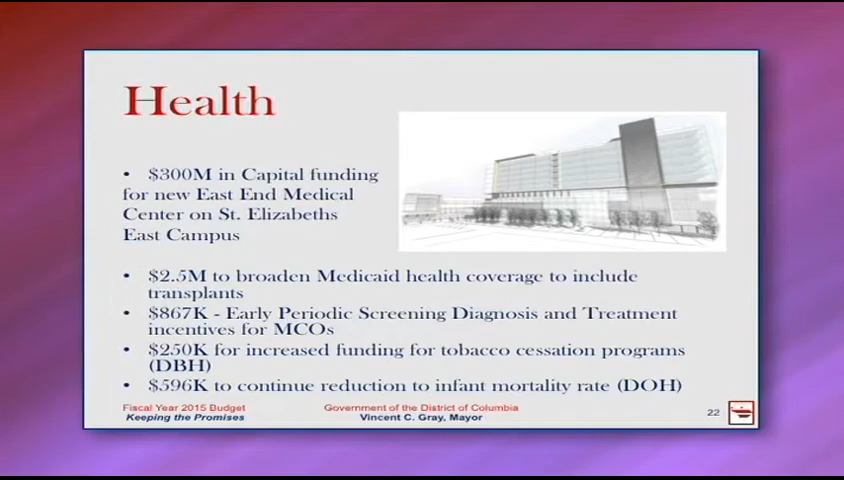 Health
• $300M in Capital funding
for new East End Medical
Center on St. Elizabeths
East Campus
• $2.5M to broaden Medicaid health coverage to include
transplants
• $867K - Early Periodic Screening Diagnosis and Treatment
incentives for MCOs
• $250K for increased funding for tobacco cessation programs
(DBH)
• $596K to continue reduction to infant mortality rate (DOH)
Fiscal Year 2015 Budget
Keeping the Promises
Government of the District of Columbia
Vincent C. Gray, Mayor
22